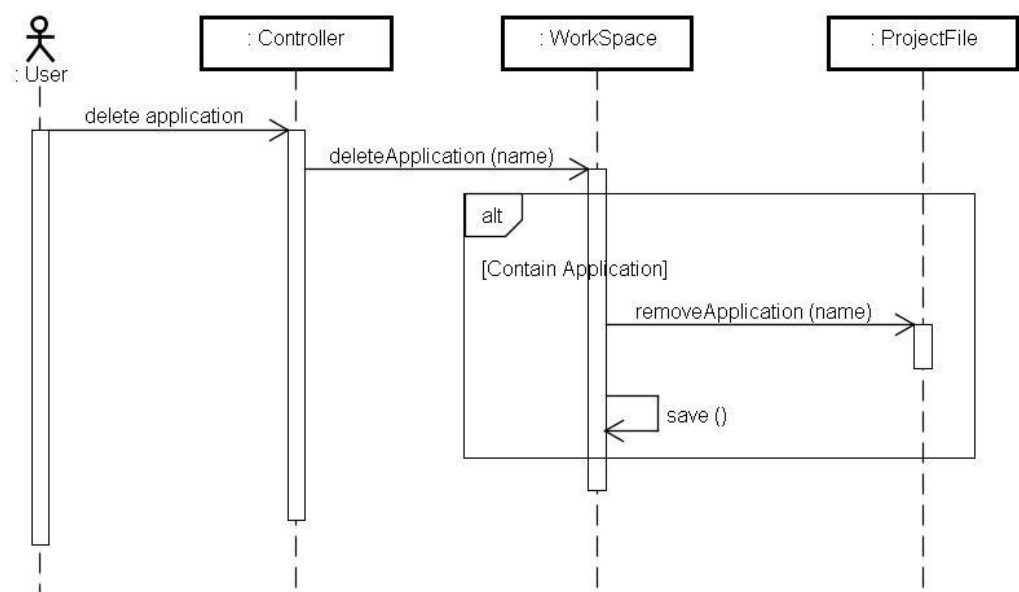 : User
: Controller
: WorkSpace
: ProjectFile
delete application
deleteApplication (name)
alt
[Contain Application]
removeApplication (name)
save ()